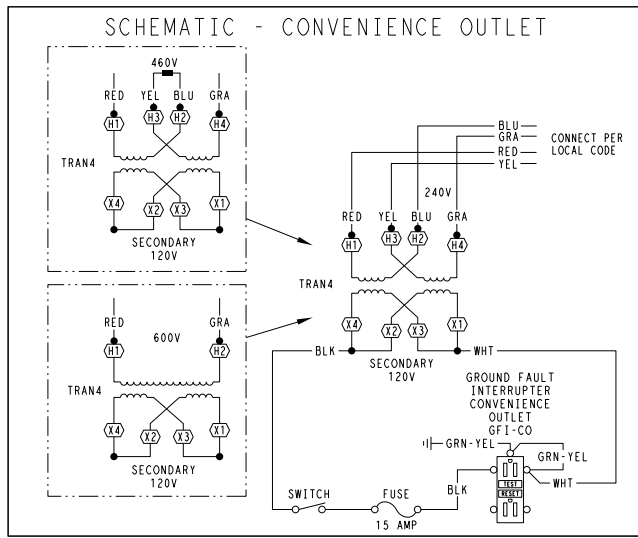 SCHEMATIC - CONVENIENCE OUTLET
460V
RED YEL BLU GRA
H1 H3 H2 H4
TRAN4
X4 X2 X3 X1
SECONDARY
120V
600V
RED GRA
H1 H2
TRAN4
X4 X2 X3 X1
SECONDARY
120V
BLU
GRA
RED
YEL
CONNECT PER
LOCAL CODE
240V
RED YEL BLU GRA
H1 H3 H2 H4
TRAN4
X4 X2 X3 X1
BLK
WHT
SECONDARY
120V
GROUND FAULT
INTERRUPTER
CONVENIENCE
OUTLET
GFI-CO
GRN-YEL
GRN-YEL
WHT
BLK
TEST
RESET
SWITCH
FUSE
15 AMP